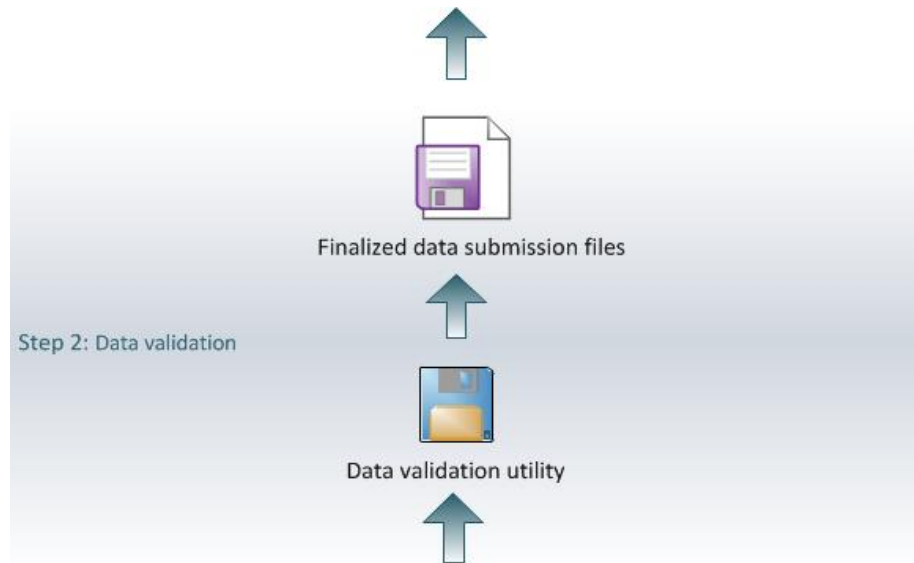 Finalized data submission files
Step 2: Data validation
Data validation utility